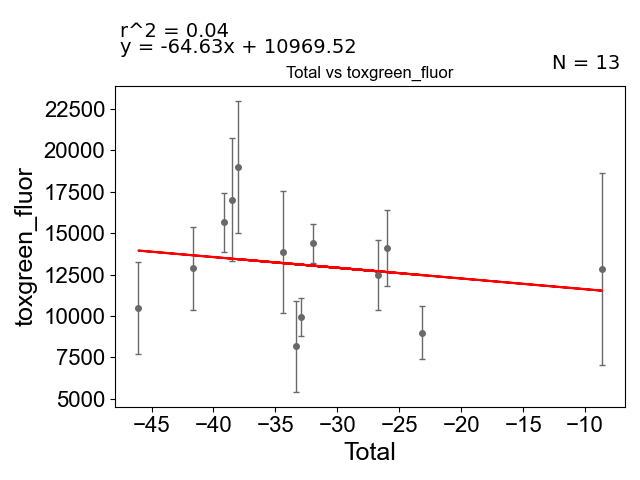 r^2 = 0.04
y = -64.63x + 10969.52
N = 13
Total vs toxgreen_fluor
22500
20000
17500
15000
12500
10000
7500
5000
toxgreen_fluor
−45 −40 −35 −30 −25 −20 −15 −10
Total